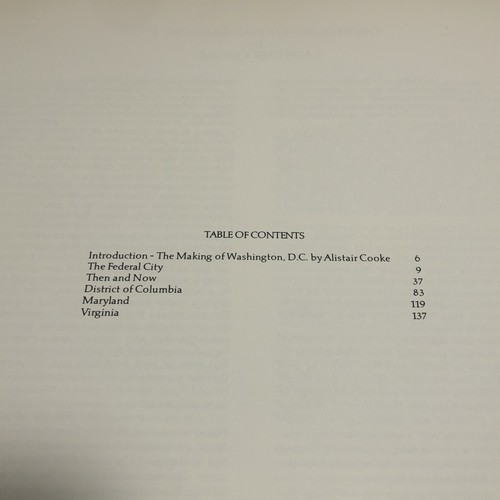 TABLE OF CONTENTS
Introduction - The Making of Washington, D.C. by Alistair Cooke 6
The Federal City 9
Then and Now 37
District of Columbia 83
Maryland 119
Virginia 137